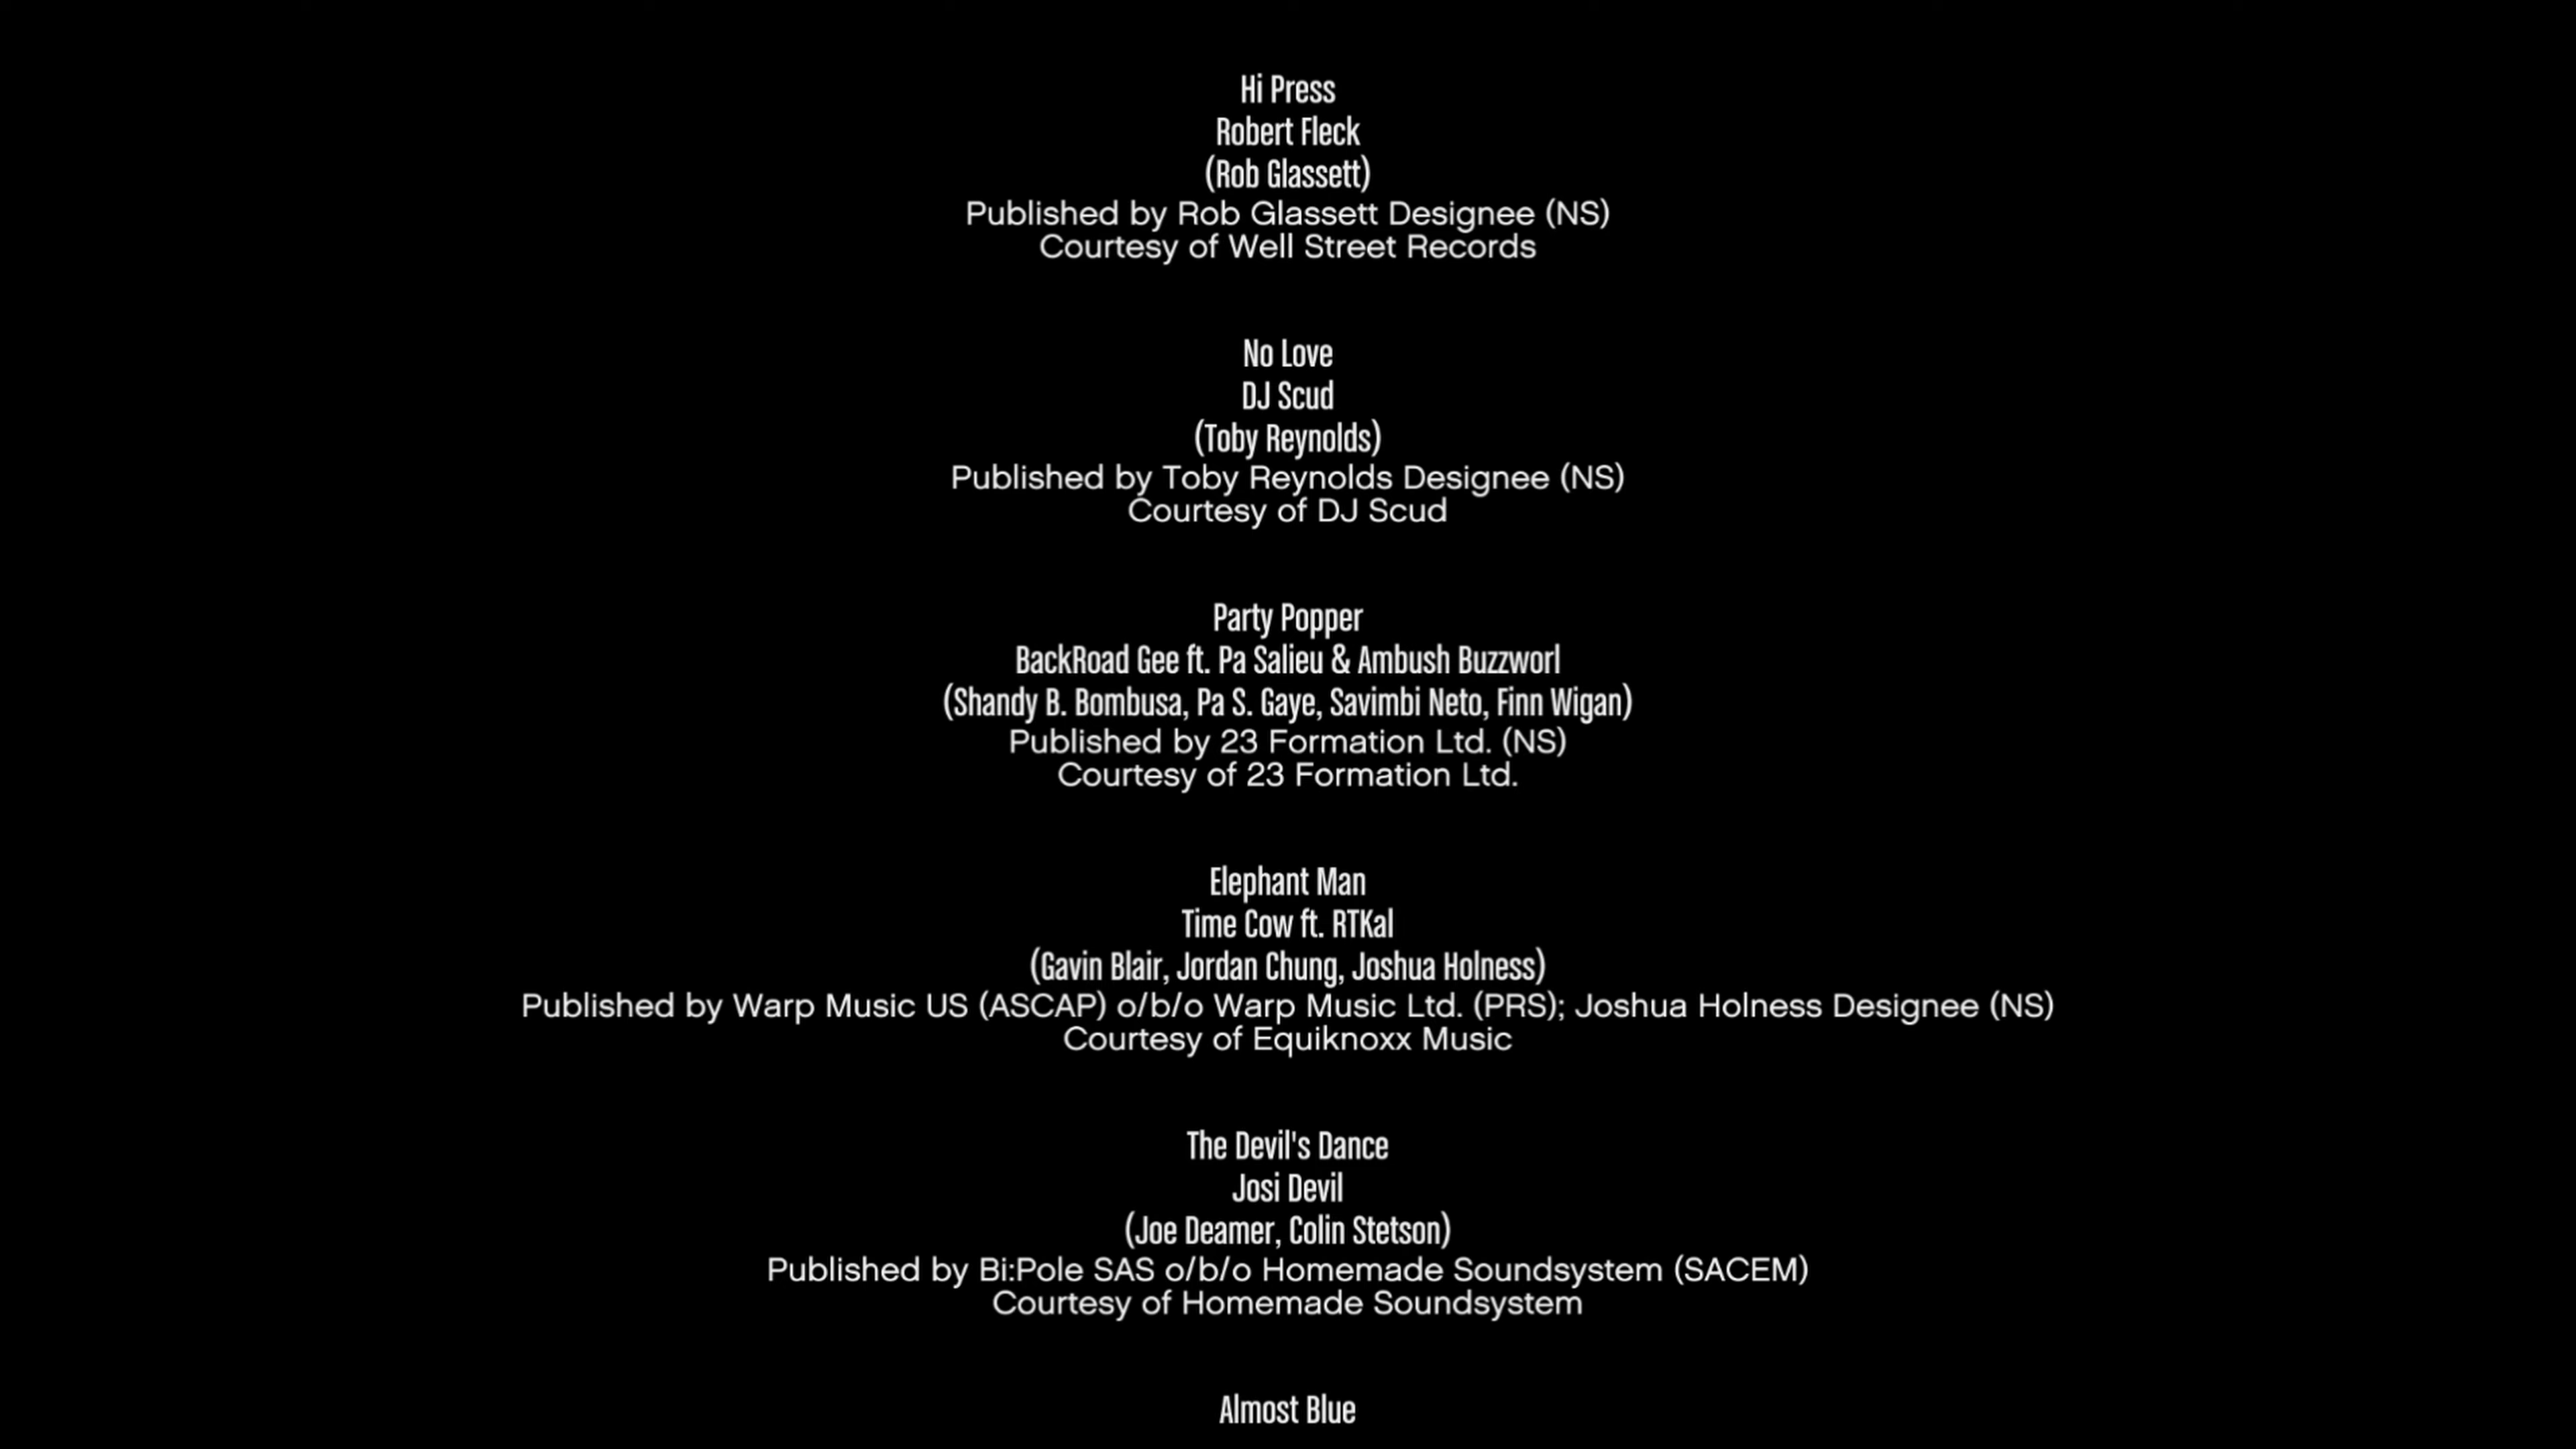 Hi Press
Robert Fleck
(Rob Glassett)
Published by Rob Glassett Designee (NS)
Courtesy of Well Street Records
No Love
DJ Scud
(Toby Reynolds)
Published by Toby Reynolds Designee (NS)
Courtesy of DJ Scud
Party Popper
BackRoad Gee ft. Pa Salieu & Ambush Buzzworl
(Shandy B. Bombusa, Pa S. Gaye, Savimbi Neto, Finn Wigan)
Published by 23 Formation Ltd. (NS)
Courtesy of 23 Formation Ltd.
Elephant Man
Time Cow ft. RTKal
(Gavin Blair, Jordan Chung, Joshua Holness)
Published by Warp Music US (ASCAP) o/b/o Warp Music Ltd. (PRS); Joshua Holness Designee (NS)
Courtesy of Equiknoxx Music
The Devil's Dance
Josi Devil
(Joe Deamer, Colin Stetson)
Published by Bi:Pole SAS o/b/o Homemade Soundsystem (SACEM)
Courtesy of Homemade Soundsystem
Almost Blue